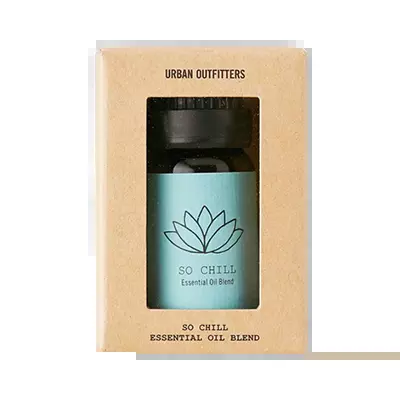 URBAN OUTFITTERS
SO CHILL
Essential Oil Blend
SO CHILL
ESSENTIAL OIL BLEND